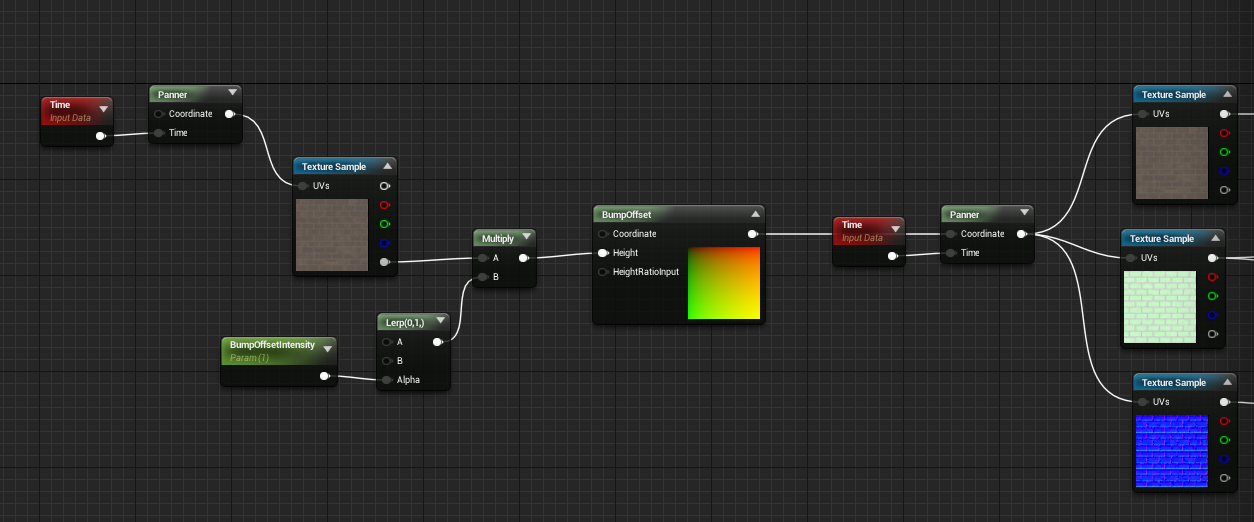 Time
Input Data
Panner
Coordinate
Time
Texture Sample
UVs
Multiply
A
B
BumpOffsetIntensity
Param (1)
Lerp(0,1,)
A
B
Alpha
BumpOffset
Coordinate
Height
HeightRatioInput
Time
Input Data
Panner
Coordinate
Time
Texture Sample
UVs
Texture Sample
UVs
Texture Sample
UVs